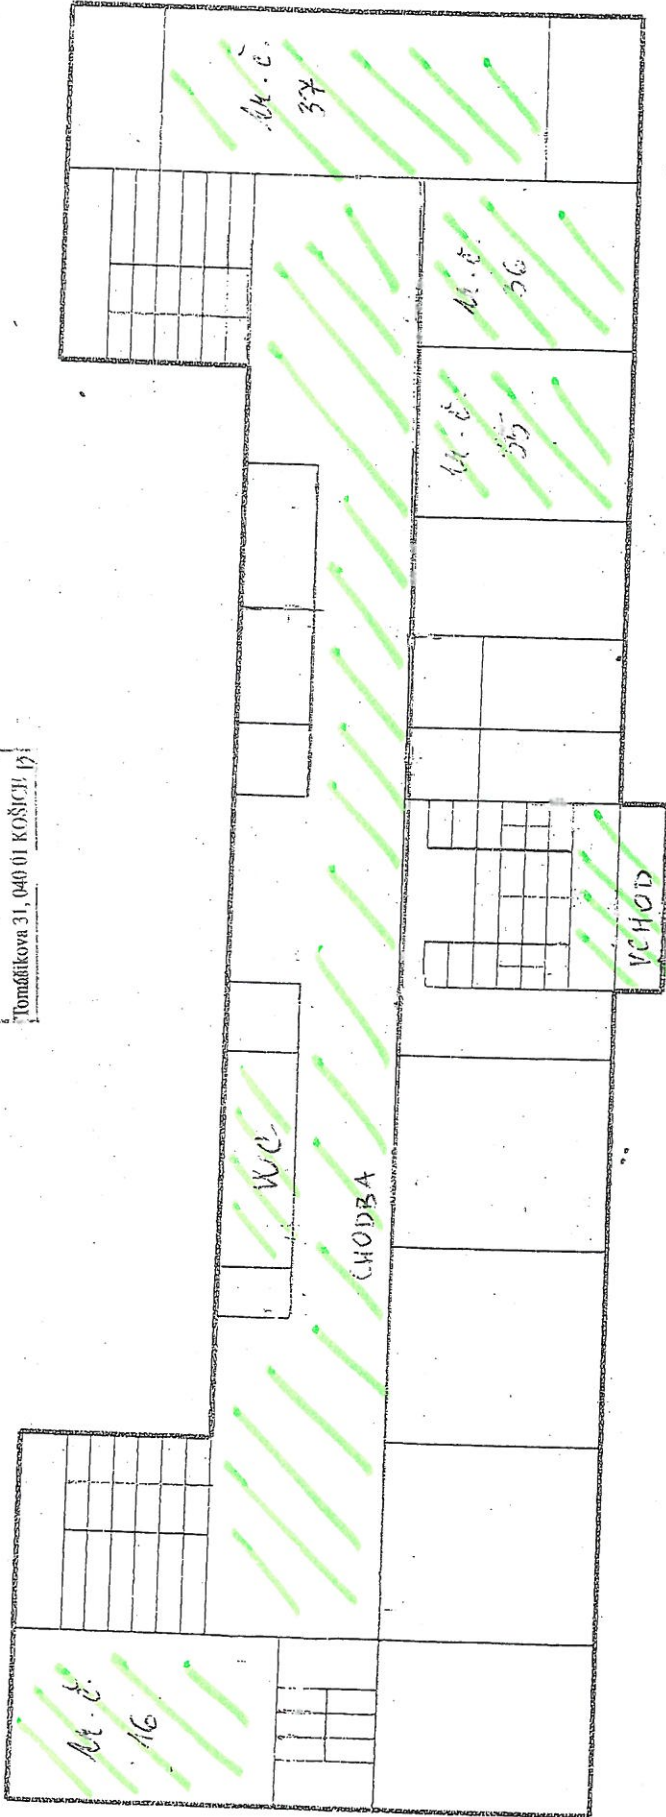 Tomášikova 31, 040 01 KOŠICE
m.č.
37
m.č.
36
m.č.
35
VCHOD
WC
CHODBA
m.č.
16